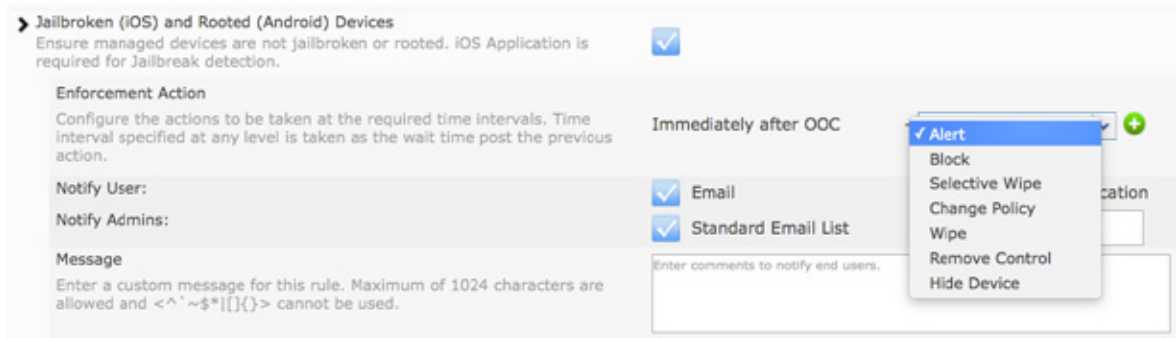 Jailbroken (iOS) and Rooted (Android) Devices
Ensure managed devices are not jailbroken or rooted. iOS Application is
required for Jailbreak detection.
Enforcement Action
Configure the actions to be taken at the required time intervals. Time
interval specified at any level is taken as the wait time post the previous
action.
Immediately after OOC
Alert
Block
Selective Wipe
Change Policy
Wipe
Remove Control
Hide Device
Notify User:
Email
cation
Notify Admins:
Standard Email List
Message
Enter a custom message for this rule. Maximum of 1024 characters are
allowed and <^`~$*|[]{}> cannot be used.
Enter comments to notify end users.